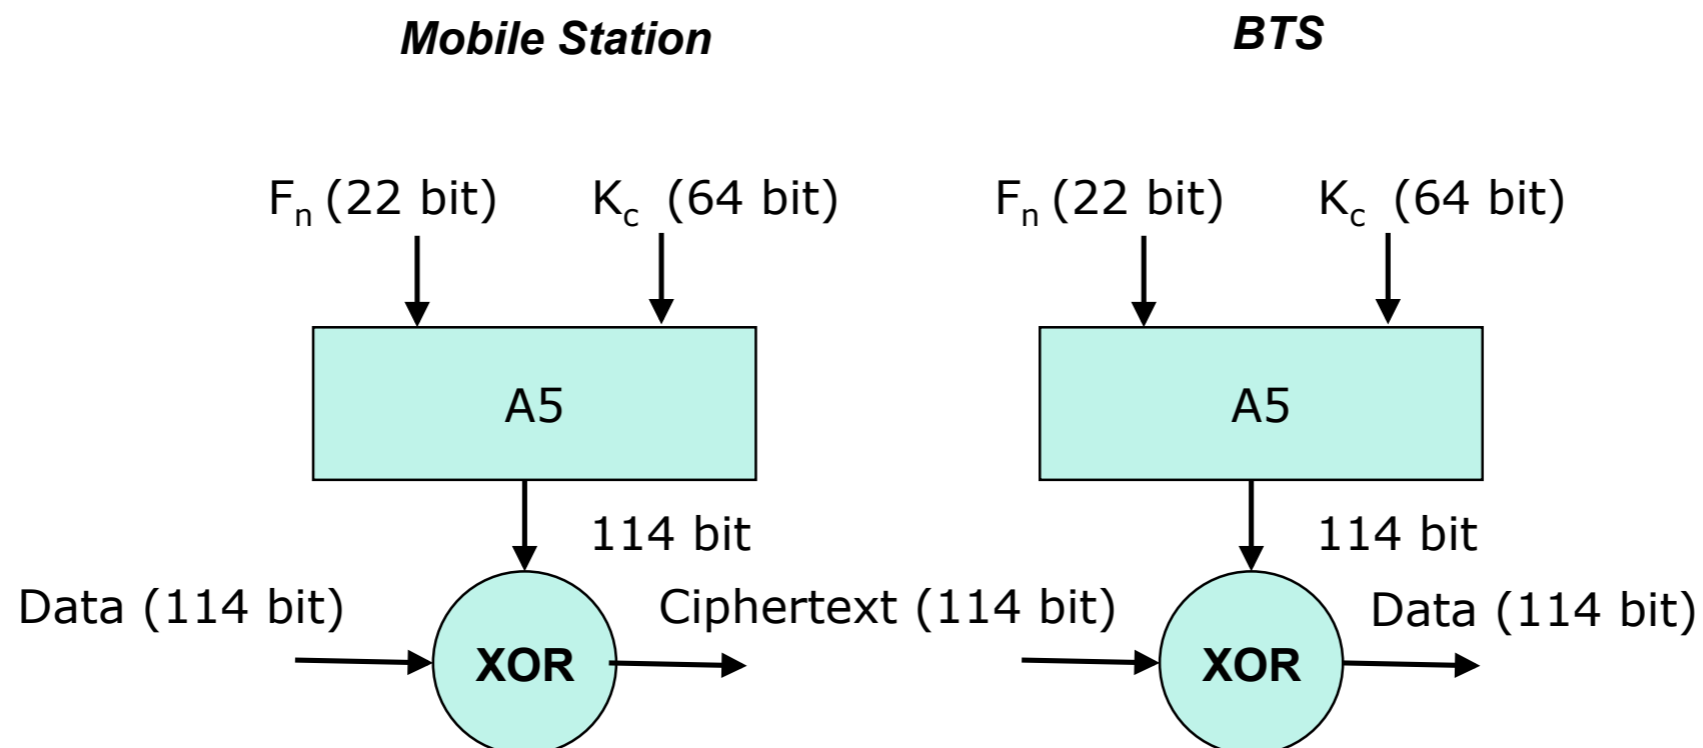 Mobile Station
BTS
Fn (22 bit)
Kc (64 bit)
Fn (22 bit)
Kc (64 bit)
A5
A5
114 bit
114 bit
Data (114 bit)
Ciphertext (114 bit)
Data (114 bit)
XOR
XOR